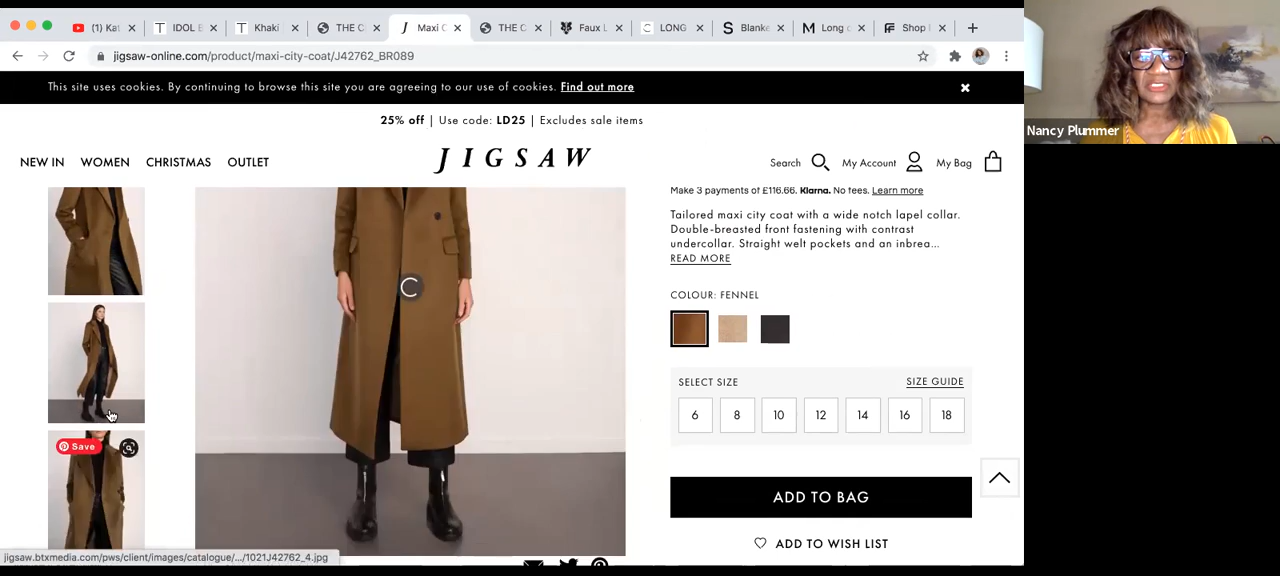 Kat
IDOL E
Khaki
THE C
Maxi C
THE C
Faux L
LONG
Blanke
Long c
Shop
jigsaw-online.com/product/maxi-city-coat/J42762_BR089
This site uses cookies. By continuing to browse this site you are agreeing to our use of cookies. Find out more
25% off | Use code: LD25 | Excludes sale items
NEW IN WOMEN CHRISTMAS OUTLET
JIGSAW
Search My Account My Bag
Make 3 payments of £116.66. Klarna. No fees. Learn more
Tailored maxi city coat with a wide notch lapel collar.
Double-breasted front fastening with contrast
undercollar. Straight welt pockets and an inbrea...
READ MORE
COLOUR: FENNEL
SELECT SIZE SIZE GUIDE
6 8 10 12 14 16 18
ADD TO BAG
ADD TO WISH LIST
Save
jigsaw.btxmedia.com/pws/client/images/catalogue/.../1021J42762_4.jpg
Nancy Plummer